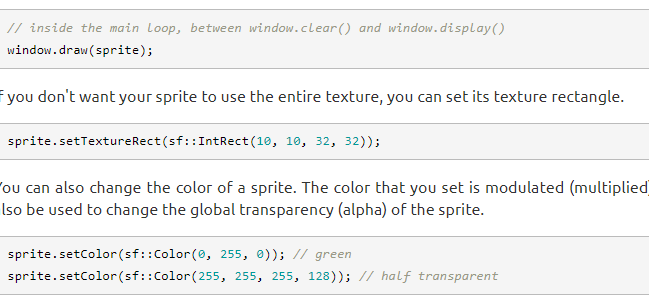 // inside the main loop, between window.clear() and window.display()
window.draw(sprite);
f you don't want your sprite to use the entire texture, you can set its texture rectangle.
sprite.setTextureRect(sf::IntRect(10, 10, 32, 32));
You can also change the color of a sprite. The color that you set is modulated (multiplied)
lso be used to change the global transparency (alpha) of the sprite.
sprite.setColor(sf::Color(0, 255, 0)); // green
sprite.setColor(sf::Color(255, 255, 255, 128)); // half transparent